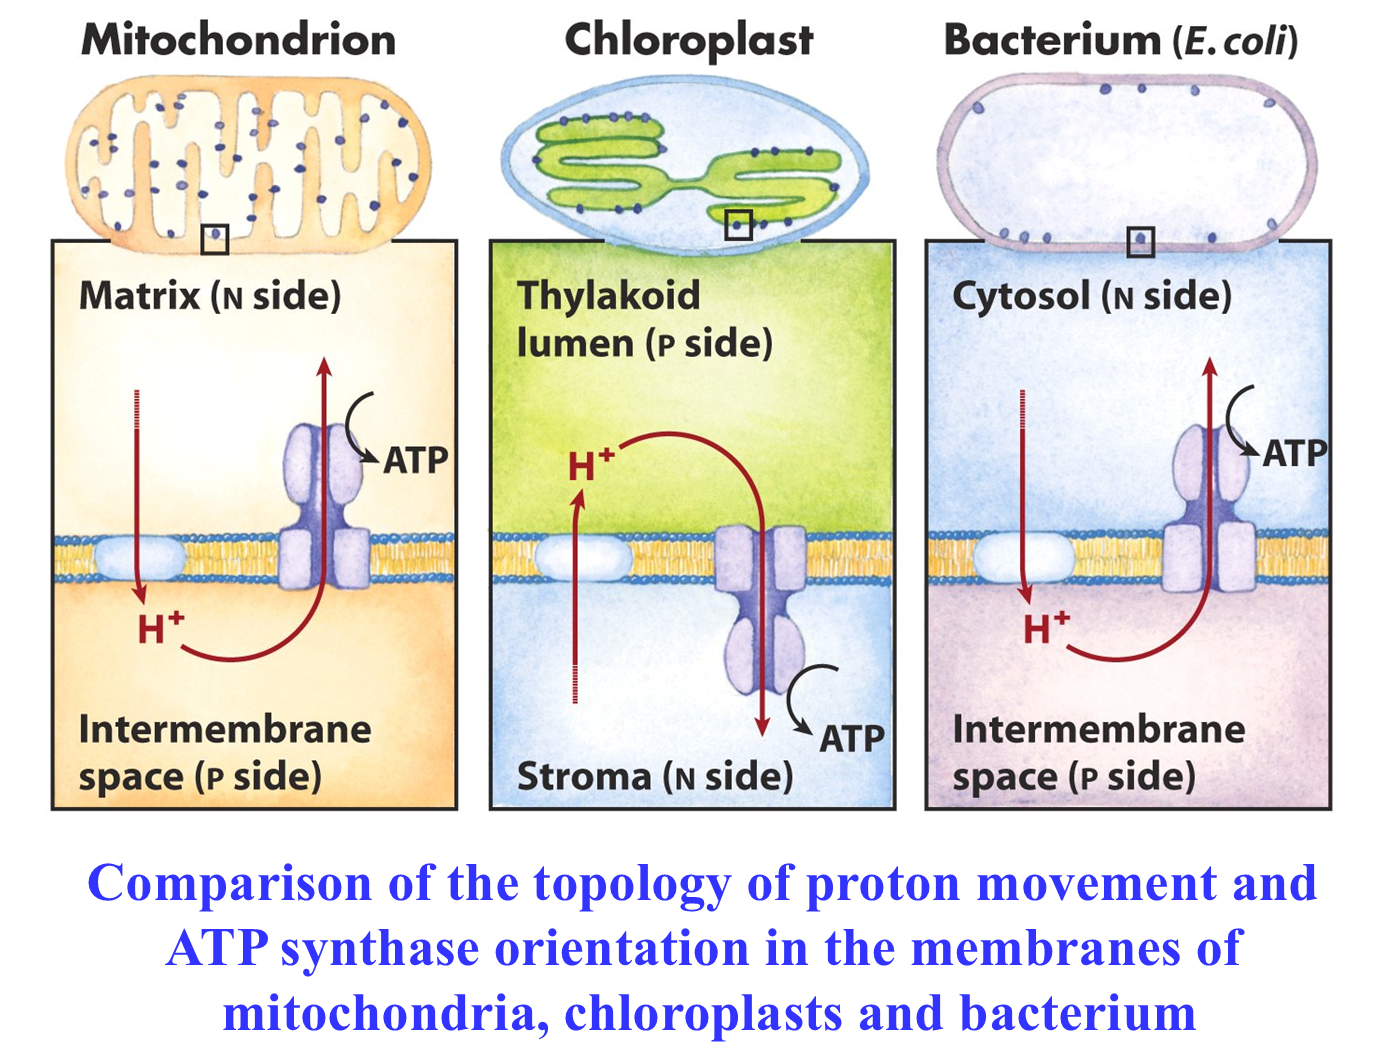 Mitochondrion
Chloroplast
Bacterium (E. coli)
Matrix (N side)
ATP
H+
Intermembrane
space (P side)
Thylakoid
lumen (P side)
H+
ATP
Stroma (N side)
Cytosol (N side)
ATP
H+
Intermembrane
space (P side)
Comparison of the topology of proton movement and
ATP synthase orientation in the membranes of
mitochondria, chloroplasts and bacterium